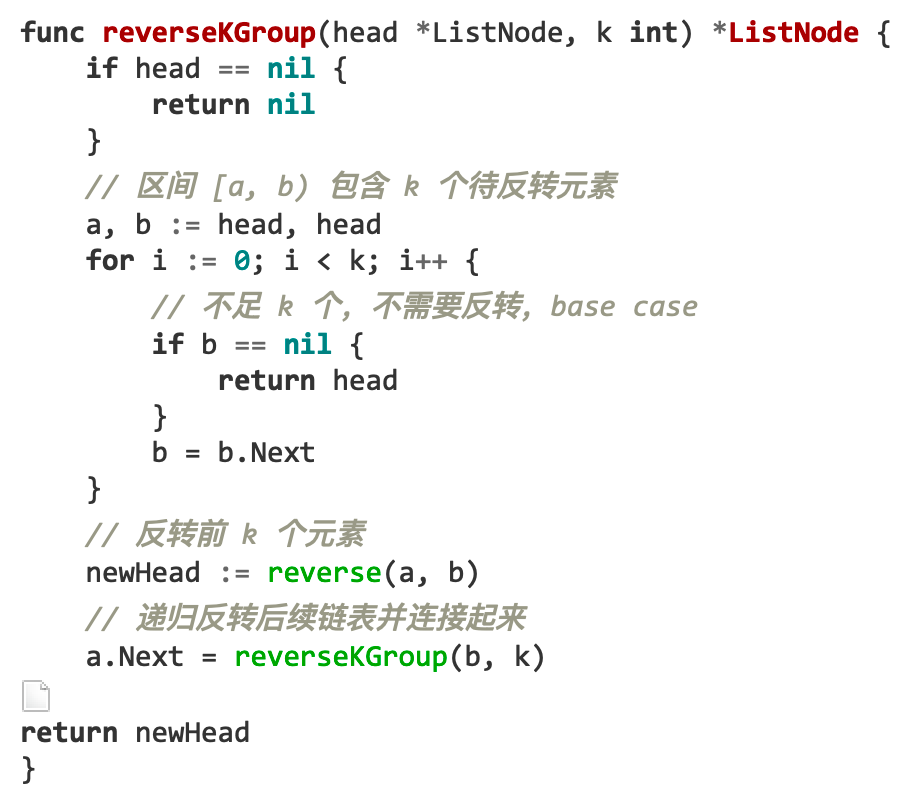 func reverseKGroup(head *ListNode, k int) *ListNode {
    if head == nil {
        return nil
    }
    // 区间 [a, b) 包含 k 个待反转元素
    a, b := head, head
    for i := 0; i < k; i++ {
        // 不足 k 个，不需要反转，base case
        if b == nil {
            return head
        }
        b = b.Next
    }
    // 反转前 k 个元素
    newHead := reverse(a, b)
    // 递归反转后续链表并连接起来
    a.Next = reverseKGroup(b, k)
return newHead
}